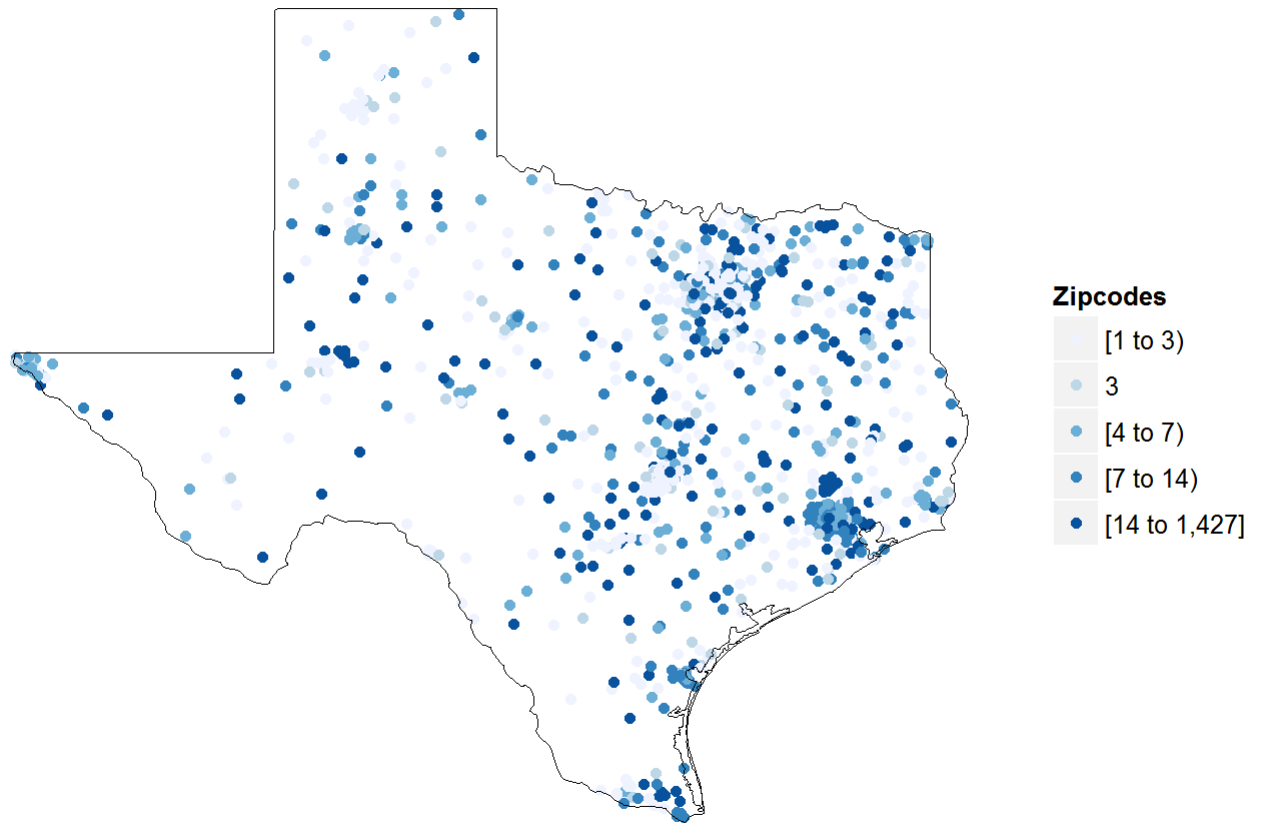 Zipcodes
[1 to 3)
3
[4 to 7)
[7 to 14)
[14 to 1,427]